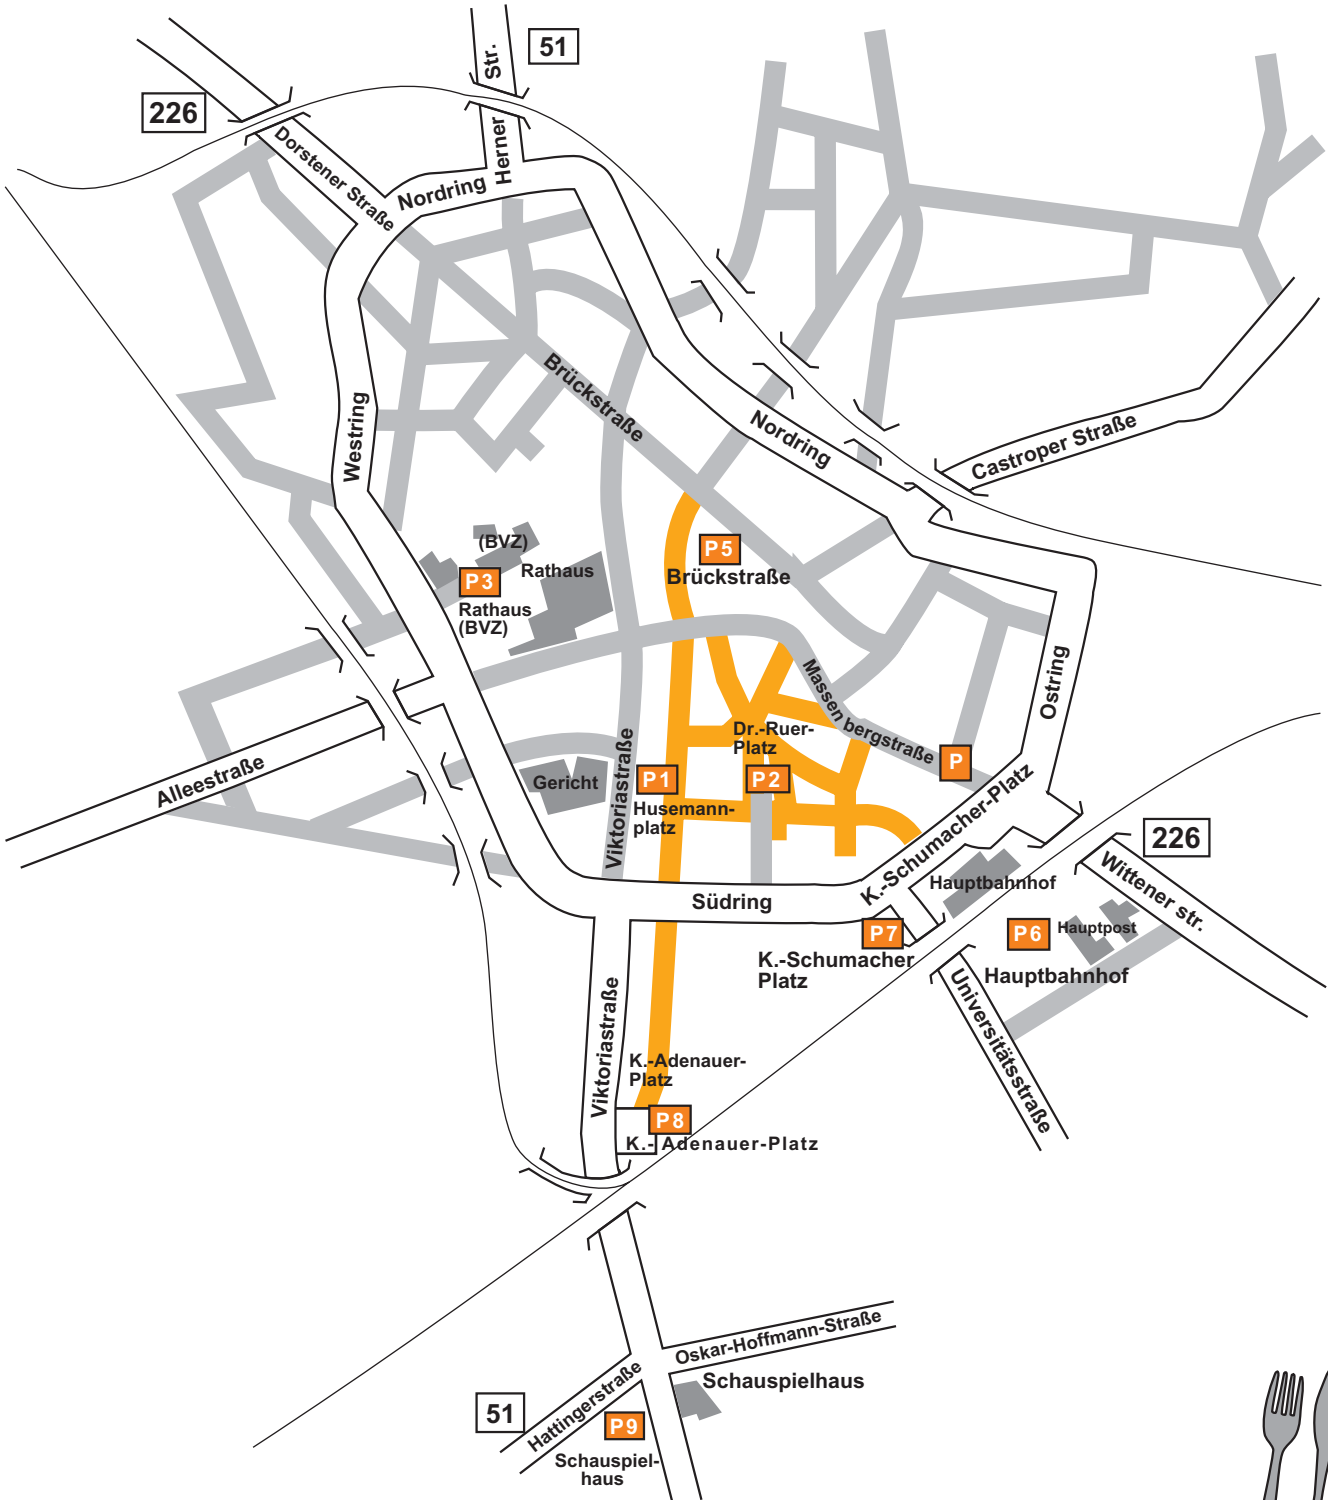 51
226
Str.
Herner
Dorstener Straße
Nordring
Brückstraße
Westring
Nordring
Castroper Straße
(BVZ)
Rathaus
P3
Rathaus
(BVZ)
P5
Brückstraße
Ostring
Massen bergstraße
Dr.-Ruer-
Platz
P
P1
P2
Husemann-
platz
Gericht
Viktoriastraße
Alleestraße
K.-Schumacher-Platz
226
Wittener str.
Hauptbahnhof
Südring
P7
K.-Schumacher
Platz
P6
Hauptpost
Hauptbahnhof
Universitätsstraße
Viktoriastraße
K.-Adenauer-
Platz
P8
K.- Adenauer-Platz
Oskar-Hoffmann-Straße
Schauspielhaus
51
Hattingerstraße
P9
Schauspiel-
haus